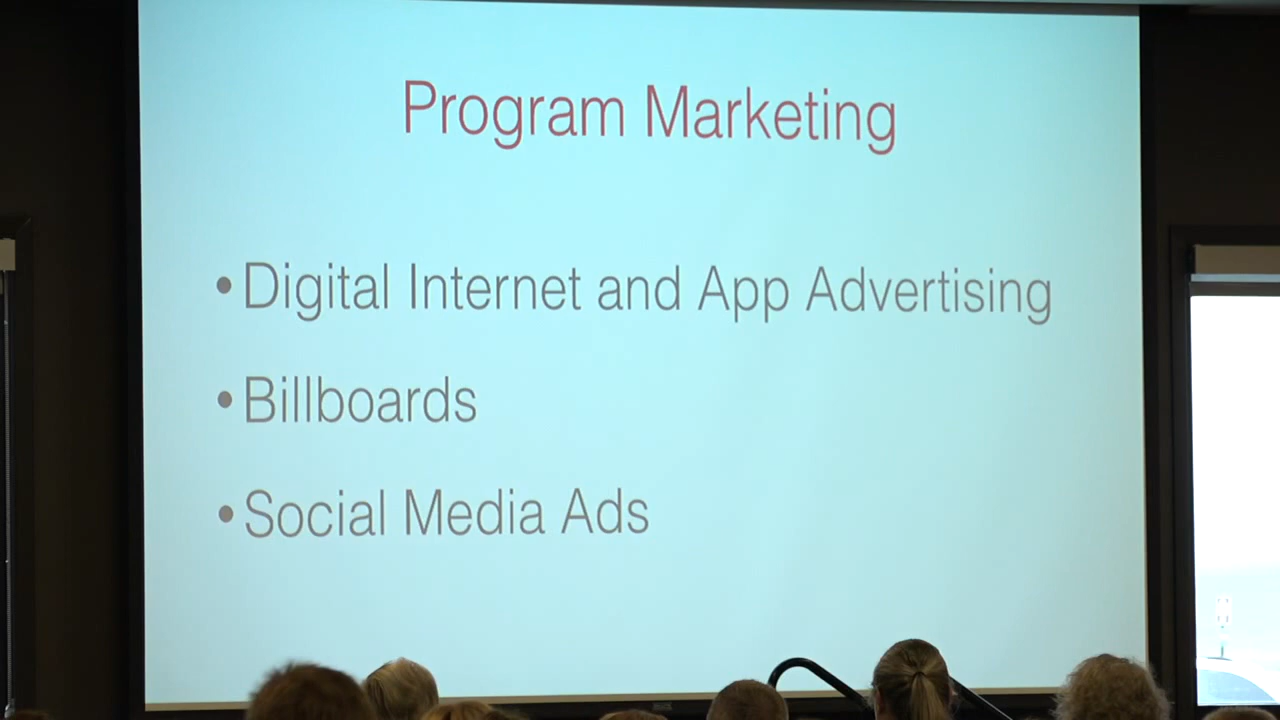 Program Marketing
• Digital Internet and App Advertising
• Billboards
• Social Media Ads